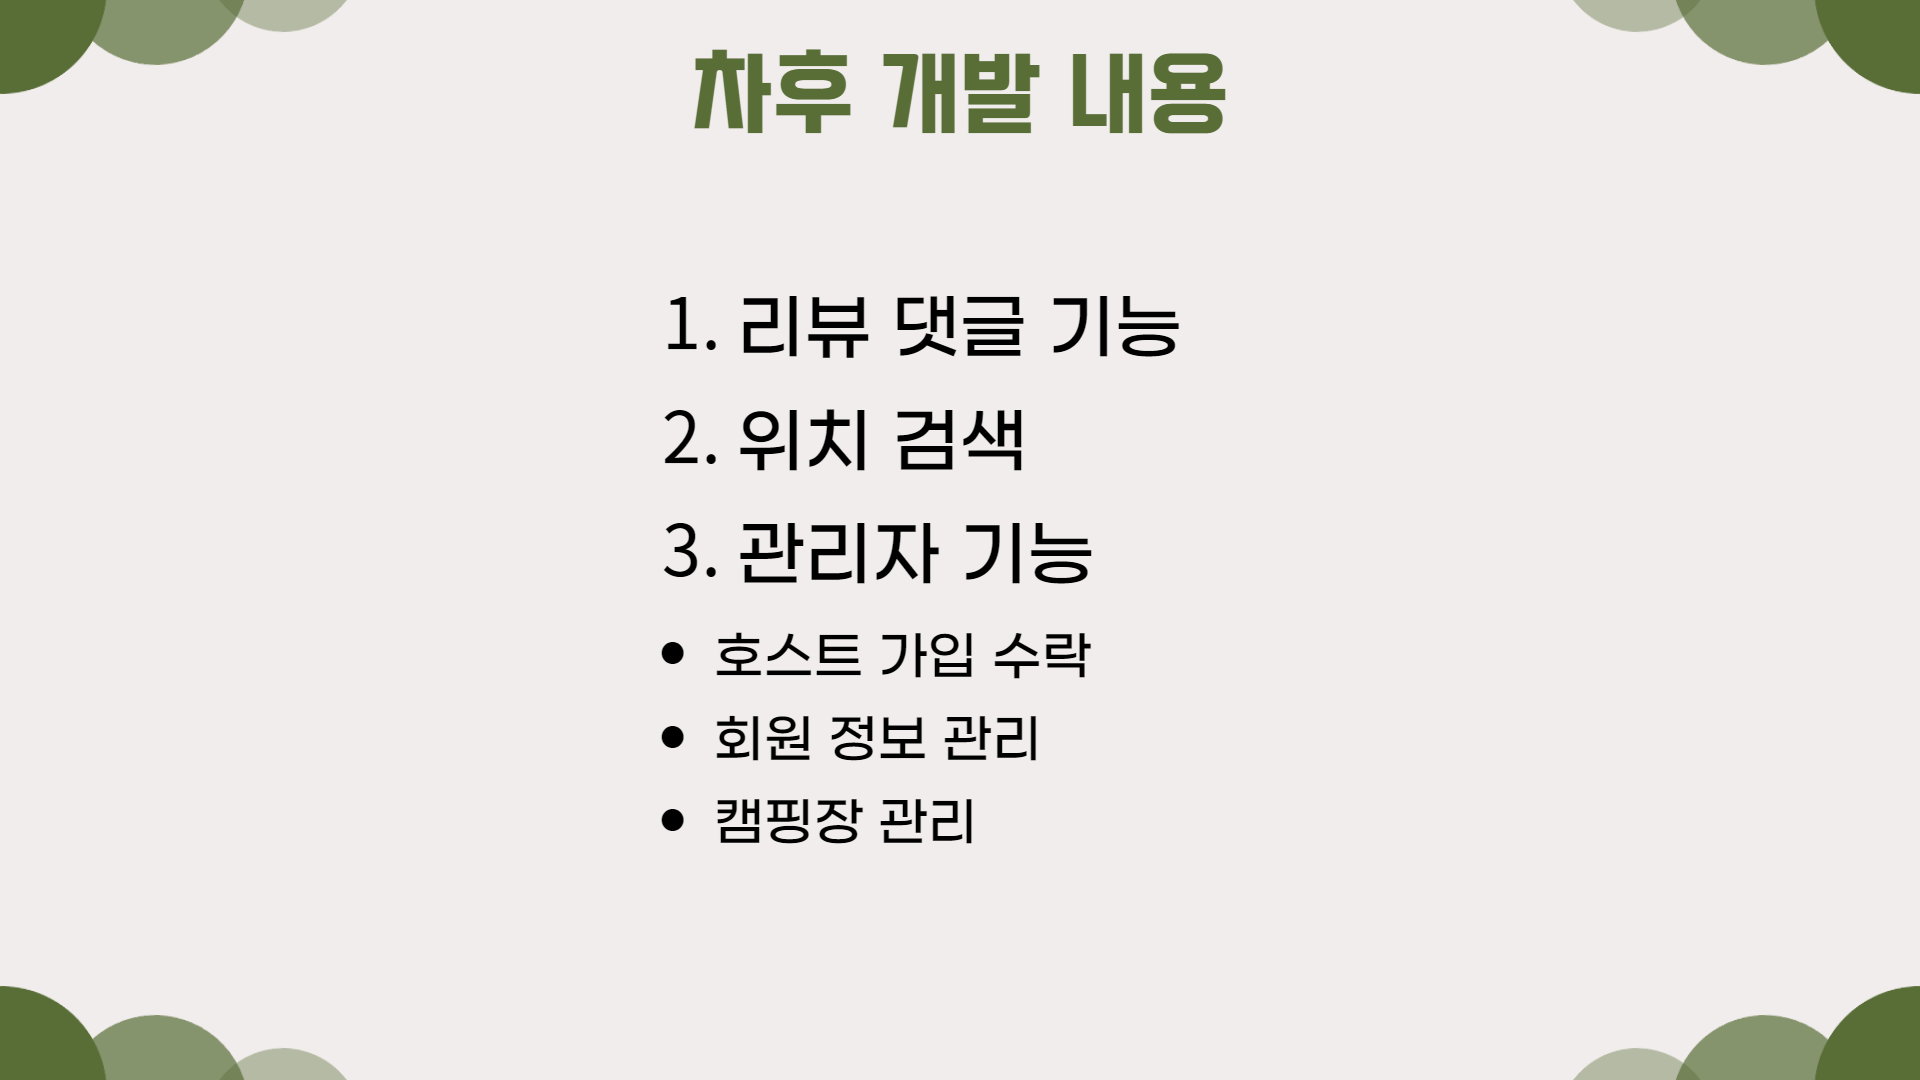 차후 개발 내용
1. 리뷰 댓글 기능
2. 위치 검색
3. 관리자 기능
● 호스트 가입 수락
● 회원 정보 관리
● 캠핑장 관리